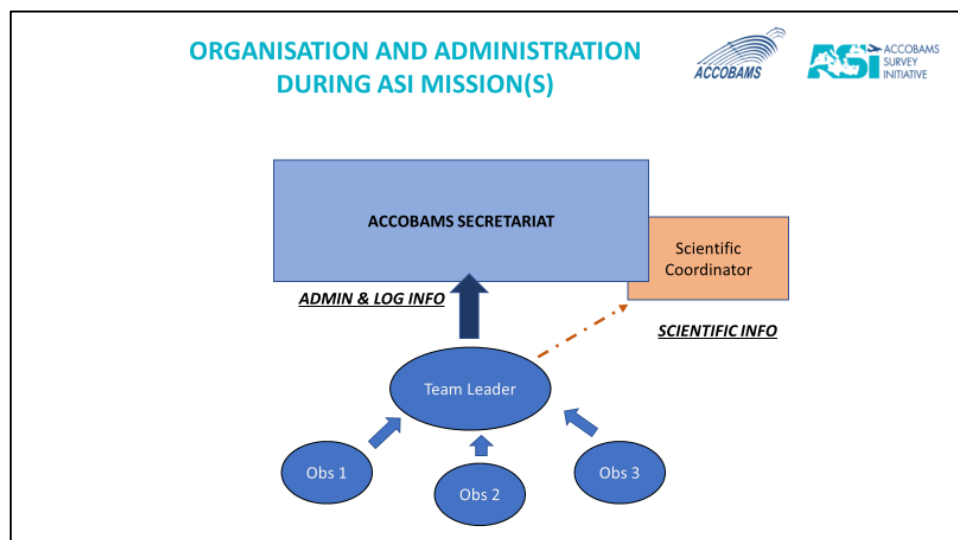 ORGANISATION AND ADMINISTRATION
DURING ASI MISSION(S)
ACCOBAMS
ASI
ACCOBAMS
SURVEY
INITIATIVE
ACCOBAMS SECRETARIAT
Scientific
Coordinator
ADMIN & LOG INFO
SCIENTIFIC INFO
Team Leader
Obs 1
Obs 2
Obs 3